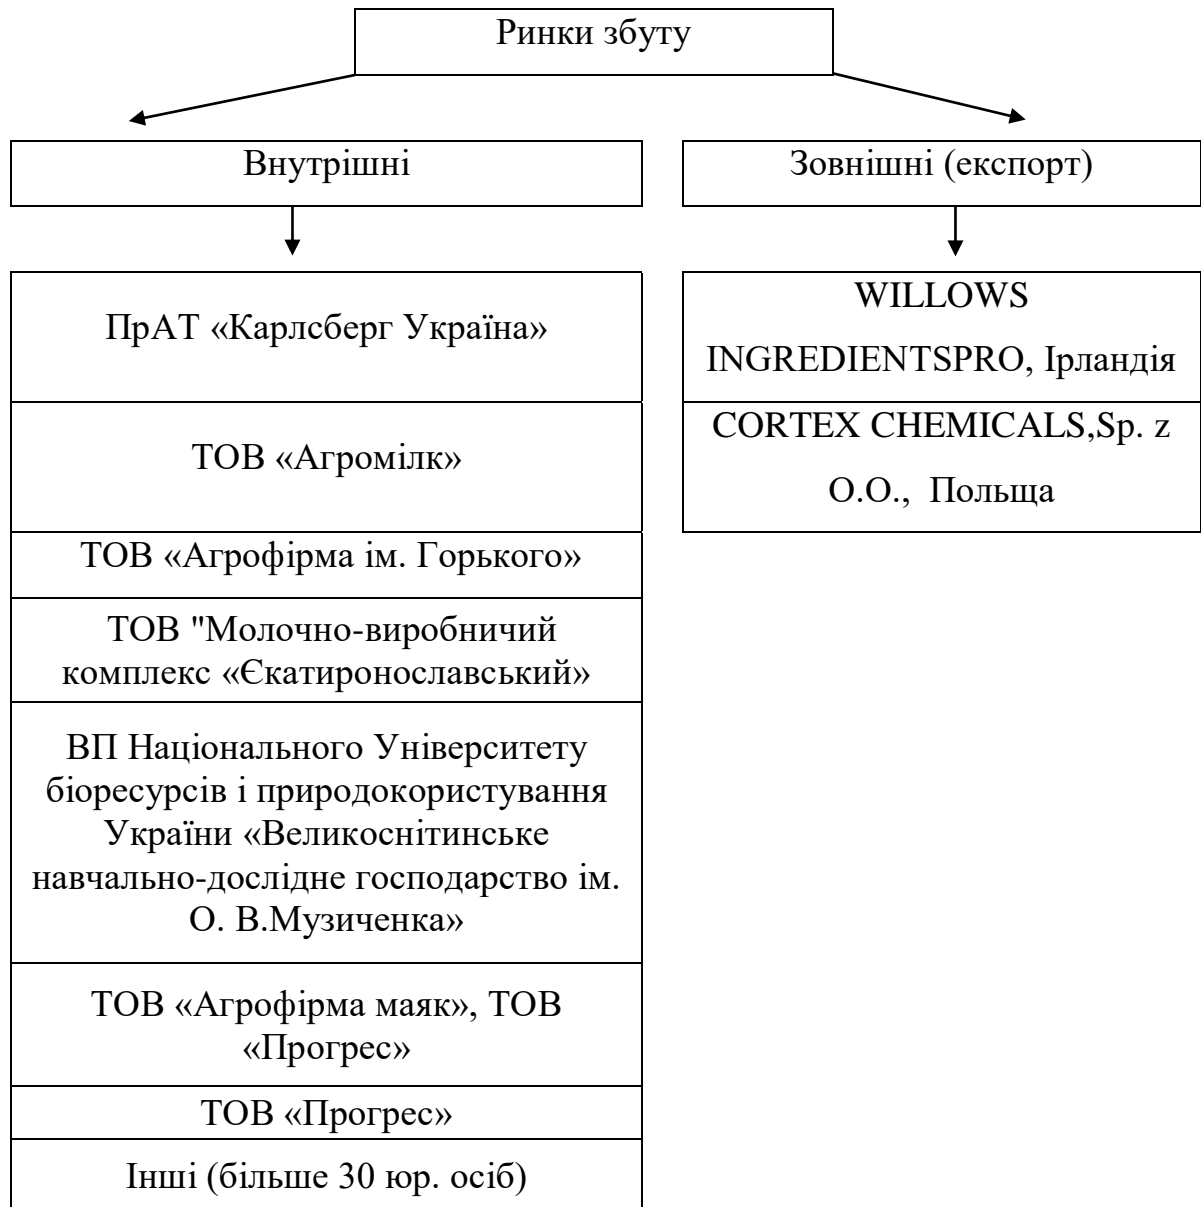 Ринки збуту
Внутрішні
Зовнішні (експорт)
ПрАТ «Карлсберг Україна»
ТОВ «Агромілк»
ТОВ «Агрофірма ім. Горького»
ТОВ "Молочно-виробничий
комплекс «Єкатиронославський»
ВП Національного Університету
біоресурсів і природокористування
України «Великоснітинське
навчально-дослідне господарство ім.
О. В.Музиченка»
ТОВ «Агрофірма маяк», ТОВ
«Прогрес»
ТОВ «Прогрес»
Інші (більше 30 юр. осіб)
WILLOWS
INGREDIENTSPRO, Ірландія
CORTEX CHEMICALS,Sp. z
O.O.,  Польща